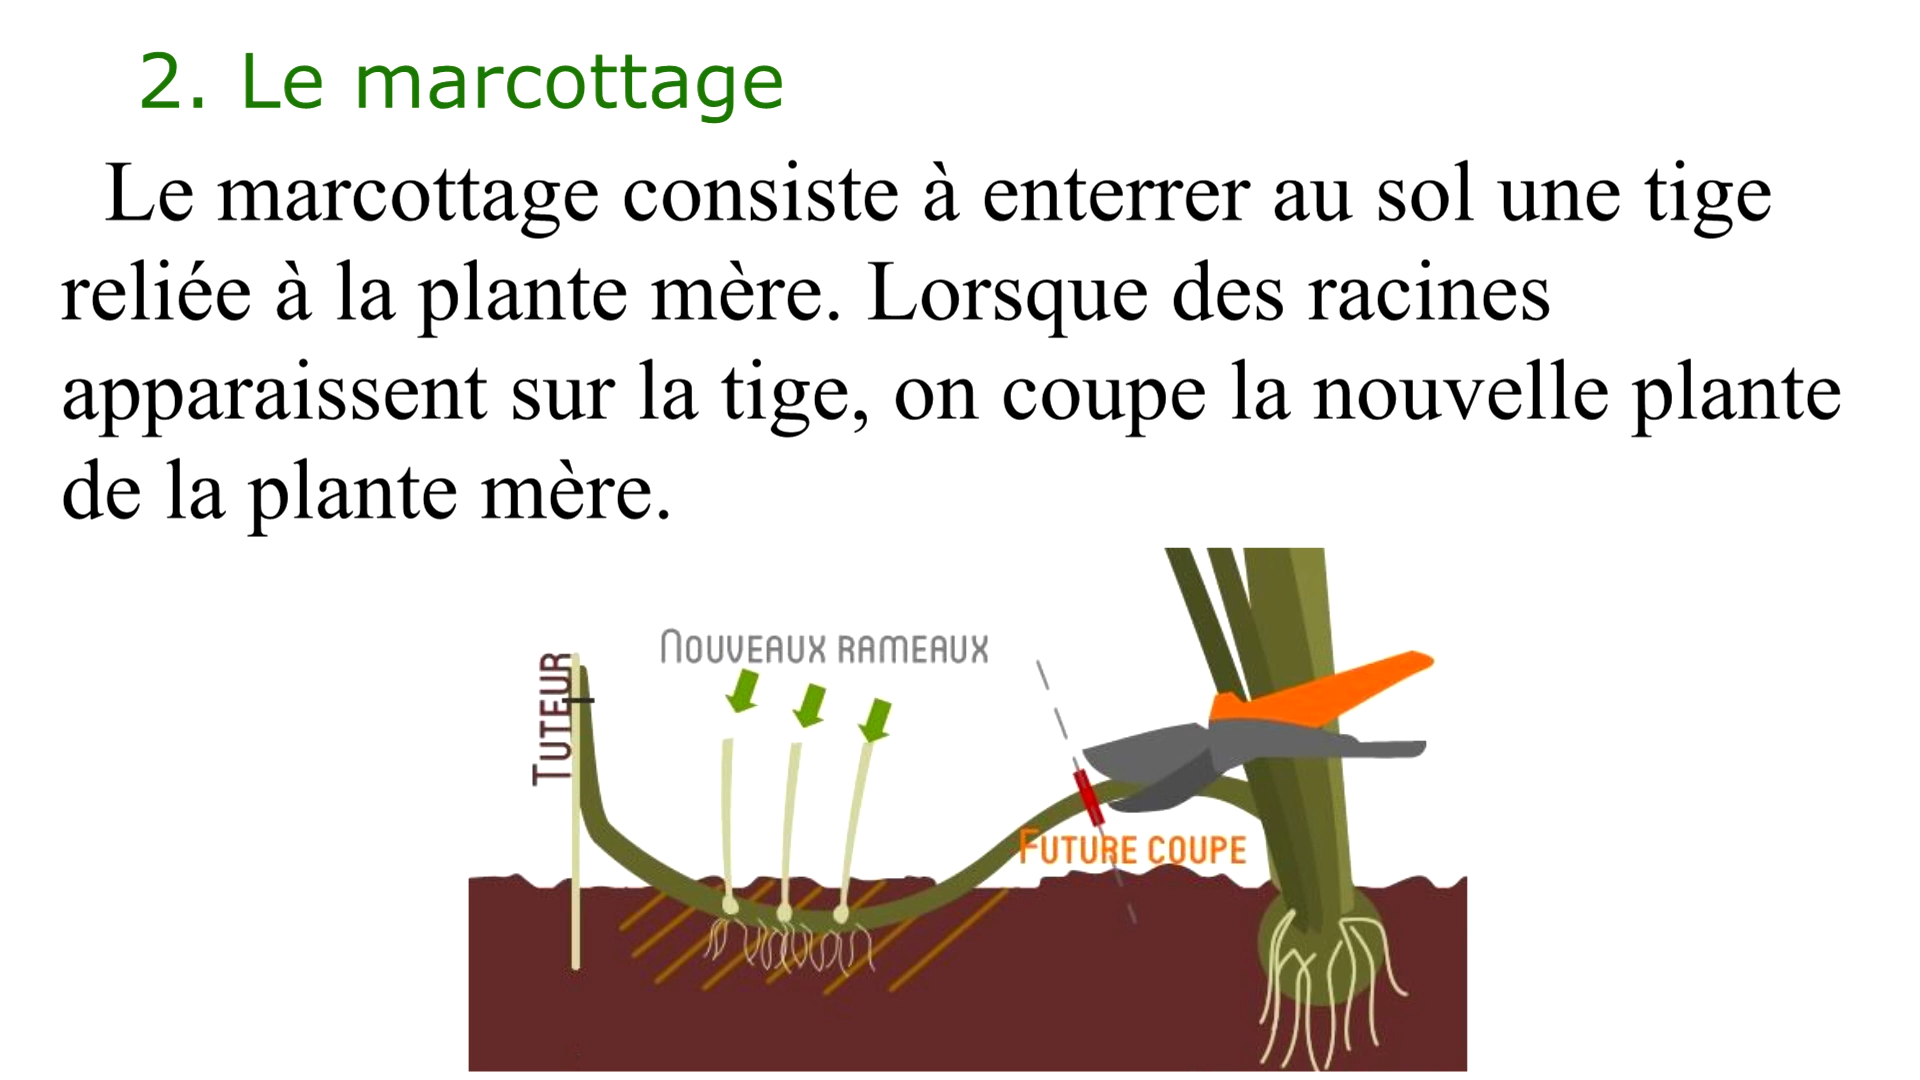 2. Le marcottage
Le marcottage consiste à enterrer au sol une tige
reliée à la plante mère. Lorsque des racines
apparaissent sur la tige, on coupe la nouvelle plante
de la plante mère.
NOUVEAUX RAMEAUX
TUTEUR
FUTURE COUPE